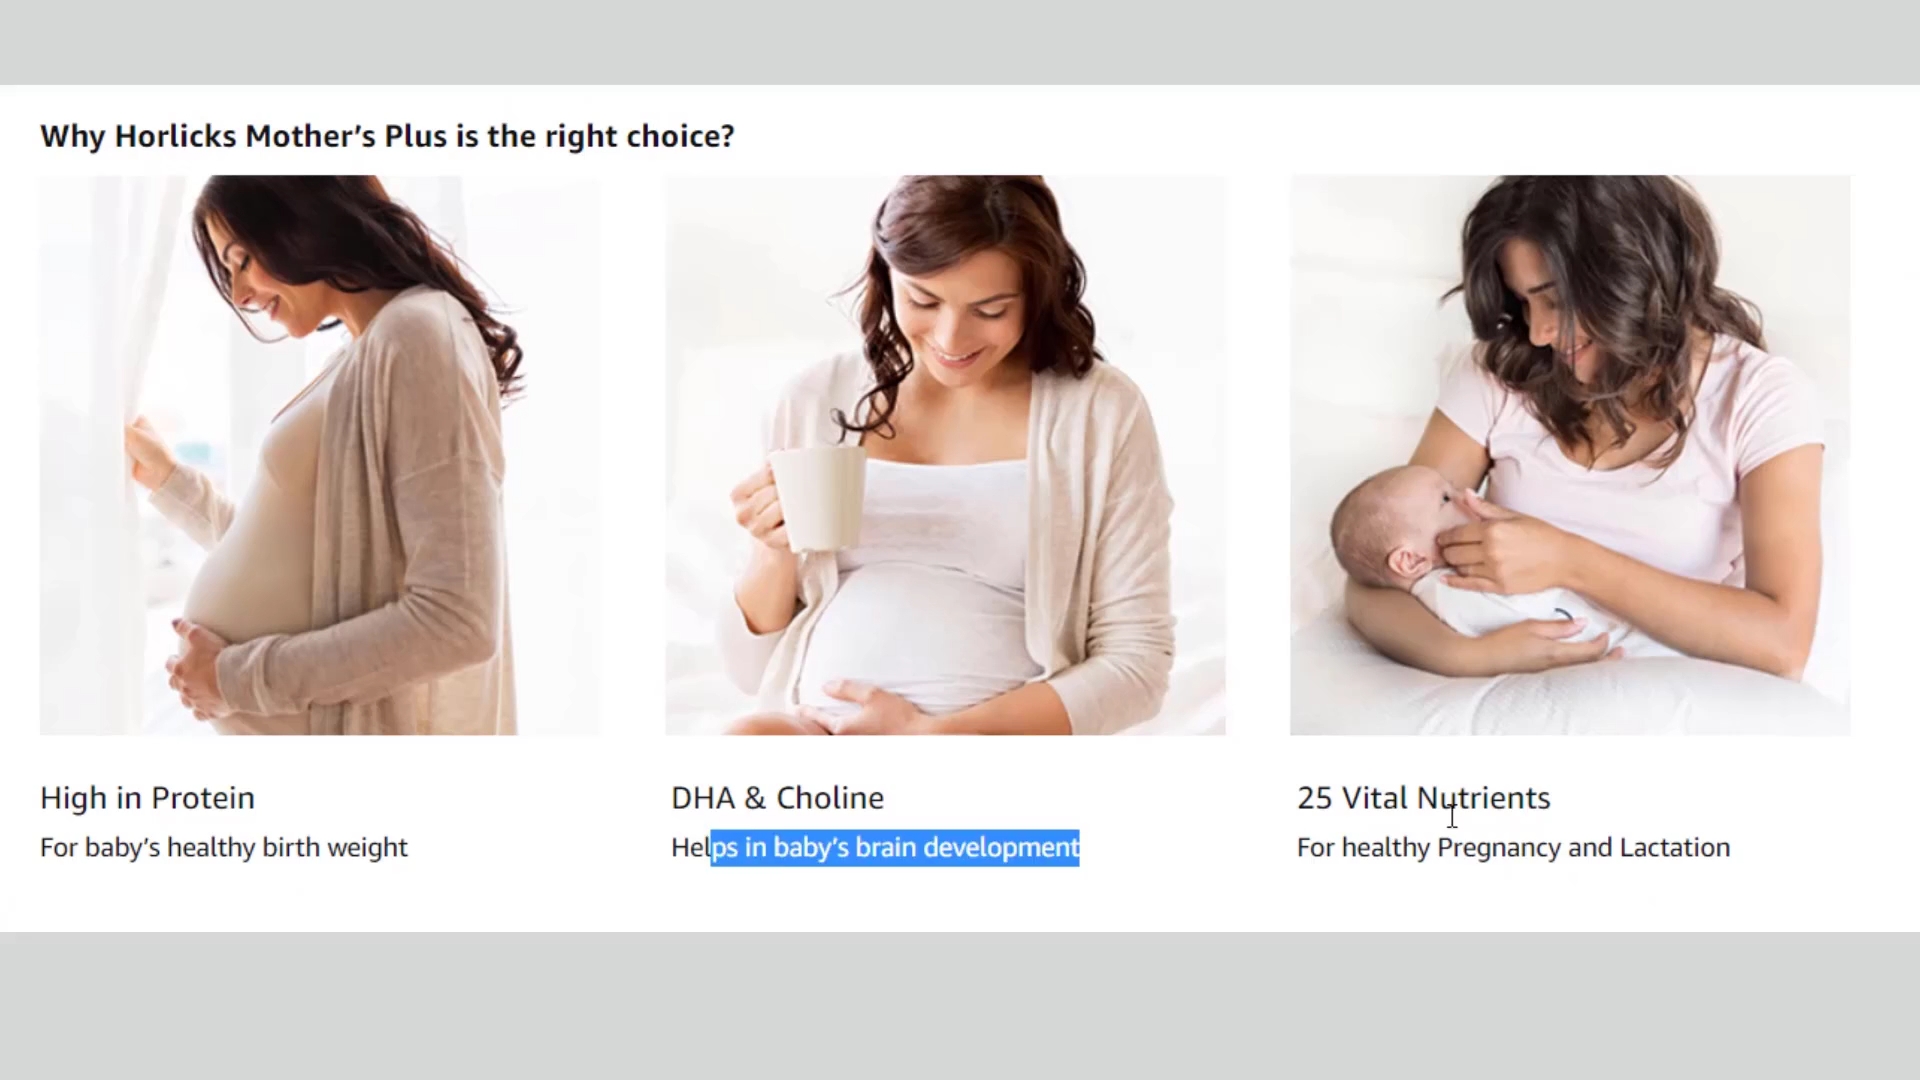 Why Horlicks Mother’s Plus is the right choice?
High in Protein
For baby’s healthy birth weight
DHA & Choline
Helps in baby’s brain development
25 Vital Nutrients
For healthy Pregnancy and Lactation